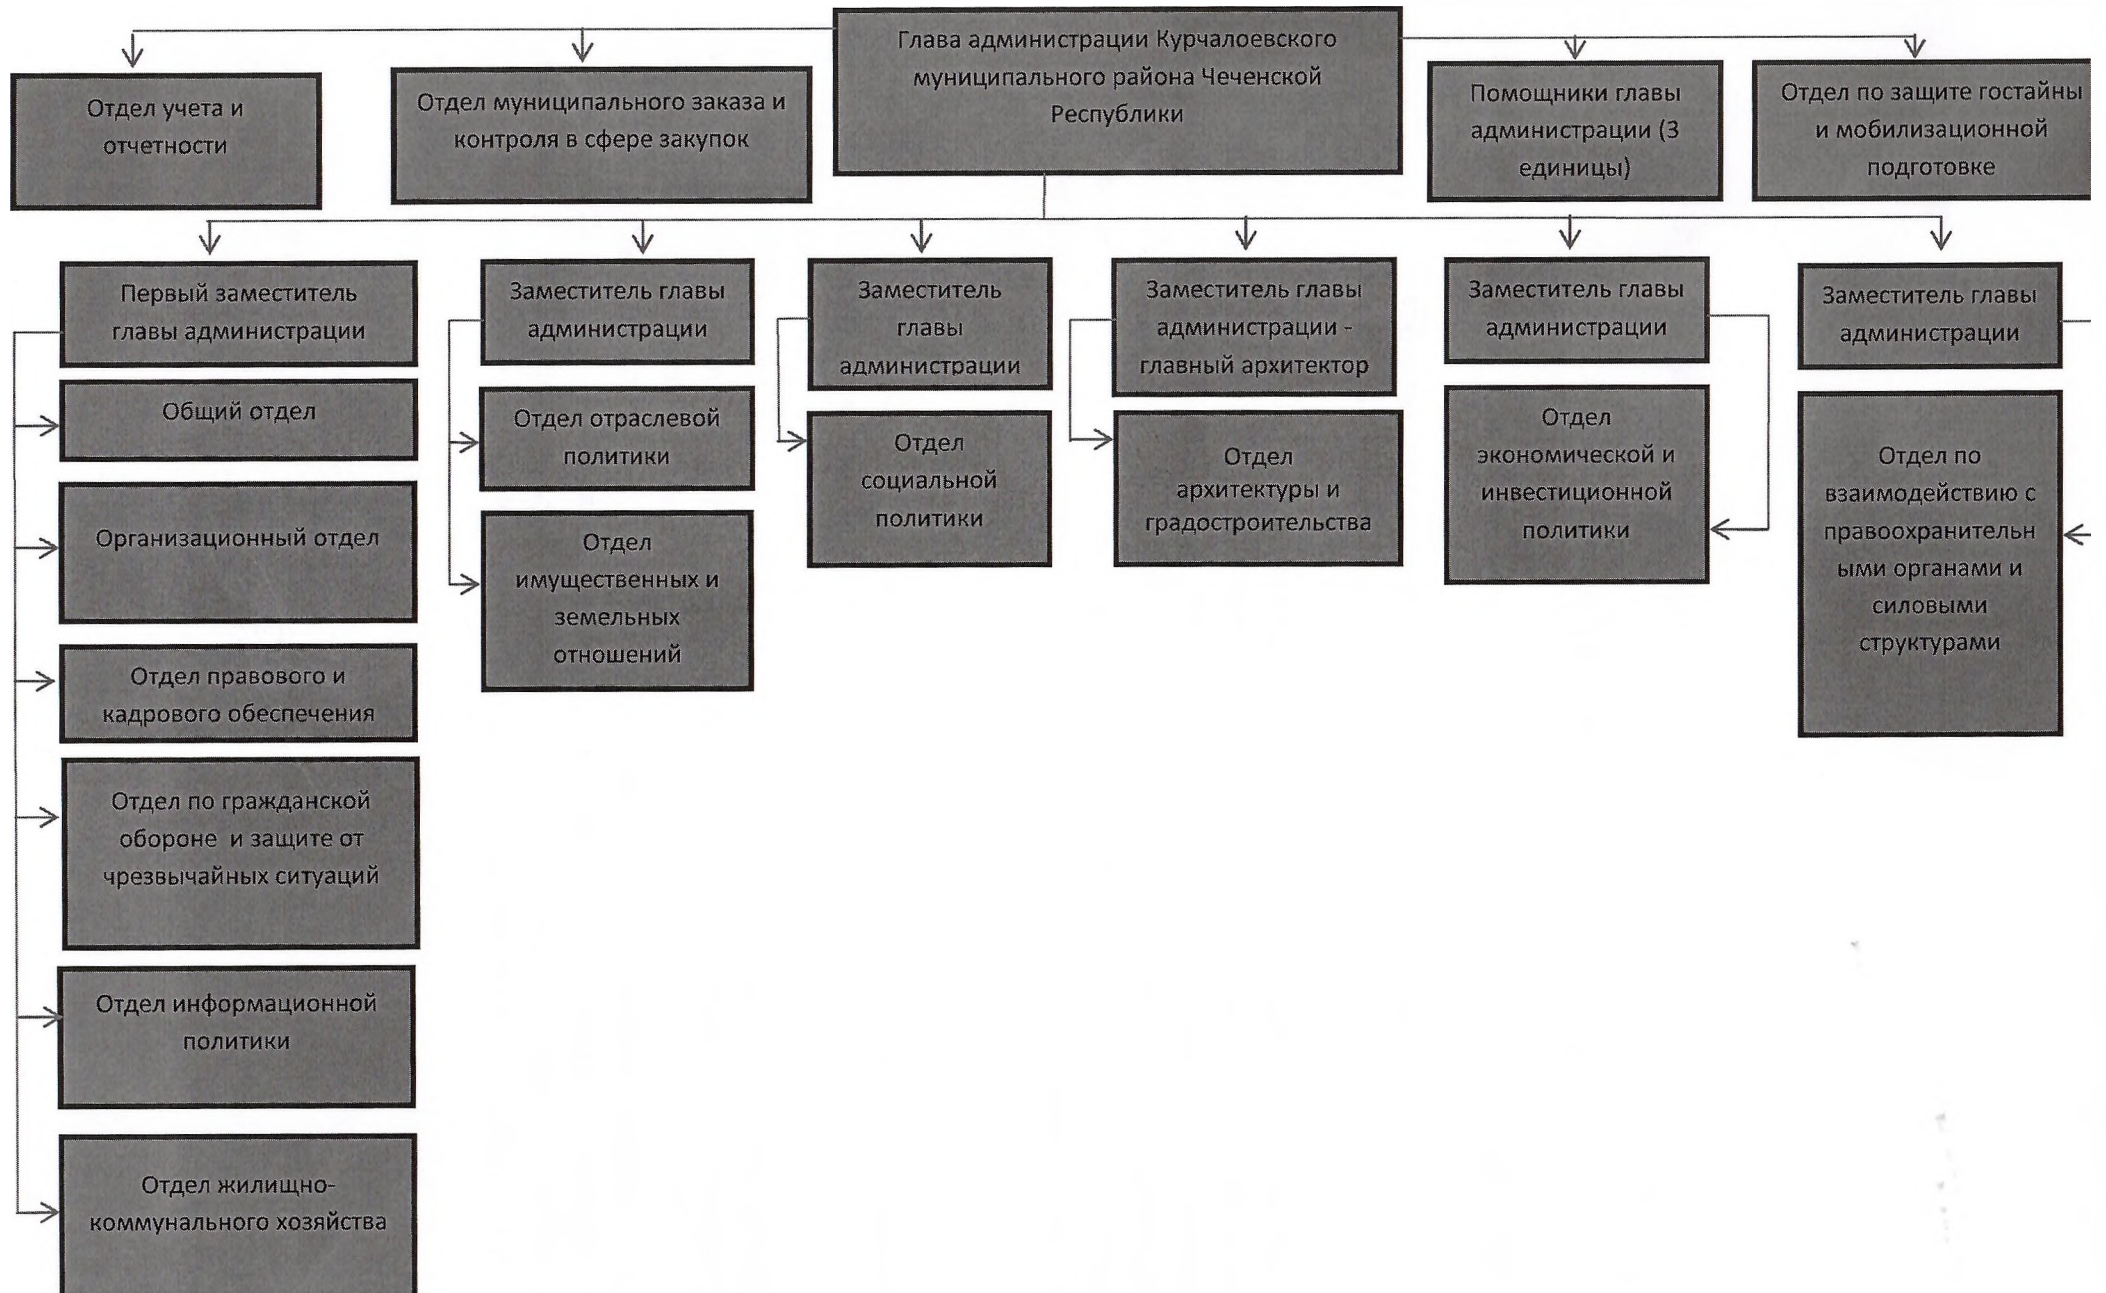 Глава администрации Курчалоевского
муниципального района Чеченской
Республики
Отдел учета и
отчетности
Отдел муниципального заказа и
контроля в сфере закупок
Помощники главы
администрации (3
единицы)
Отдел по защите гостайны
и мобилизационной
подготовке
Первый заместитель
главы администрации
Общий отдел
Организационный отдел
Отдел правового и
кадрового обеспечения
Отдел по гражданской
обороне и защите от
чрезвычайных ситуаций
Отдел информационной
политики
Отдел жилищно-
коммунального хозяйства
Заместитель главы
администрации
Отдел отраслевой
политики
Отдел
имущественных и
земельных
отношений
Заместитель
главы
администрации
Отдел
социальной
политики
Заместитель главы
администрации -
главный архитектор
Отдел
архитектуры и
градостроительства
Заместитель главы
администрации
Отдел
экономической и
инвестиционной
политики
Заместитель главы
администрации
Отдел по
взаимодействию с
правоохранительн
ыми органами и
силовыми
структурами